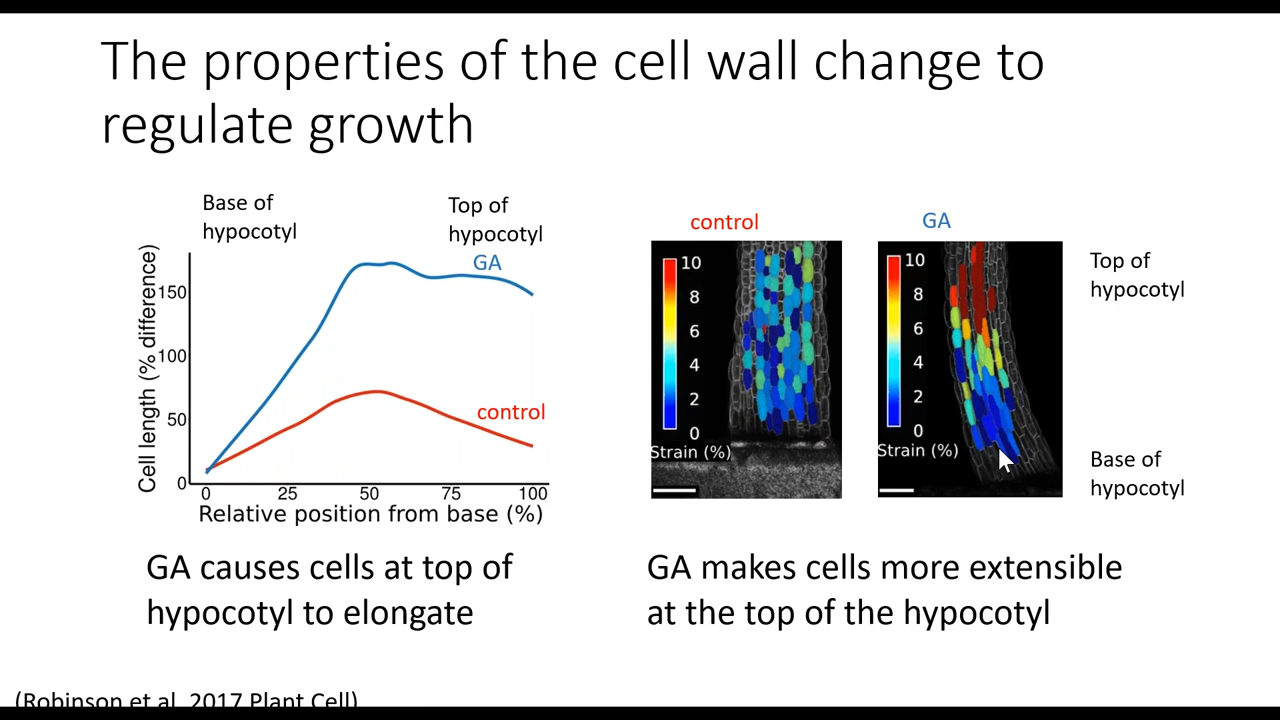 The properties of the cell wall change to
regulate growth
Base of
hypocotyl
Top of
hypocotyl
GA
control
Cell length (% difference)
150
100
50
0
0 25 50 75 100
Relative position from base (%)
control
10
8
6
4
2
0
Strain (%)
GA
10
8
6
4
2
0
Strain (%)
Top of
hypocotyl
Base of
hypocotyl
GA causes cells at top of
hypocotyl to elongate
GA makes cells more extensible
at the top of the hypocotyl
(Robinson et al. 2017 Plant Cell)